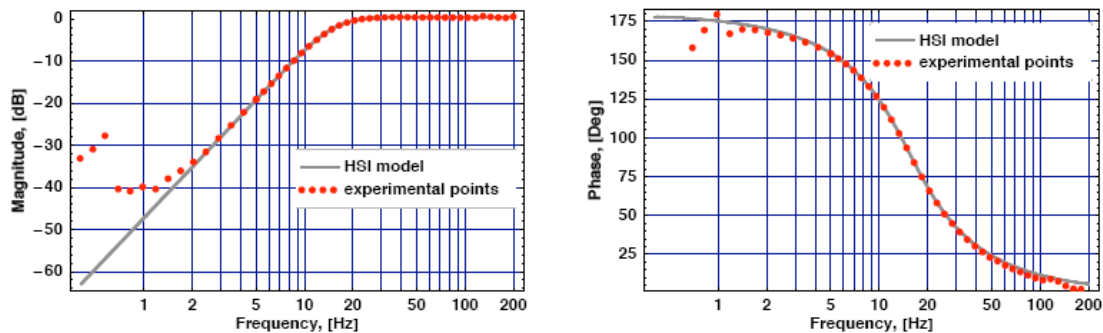 0
−10
−20
−30
−40
−50
−60
Magnitude, [dB]
HSI model
experimental points
1 2 5 10 20 50 100 200
Frequency, [Hz]
175
150
125
100
75
50
25
Phase, [Deg]
HSI model
experimental points
1 2 5 10 20 50 100 200
Frequency, [Hz]